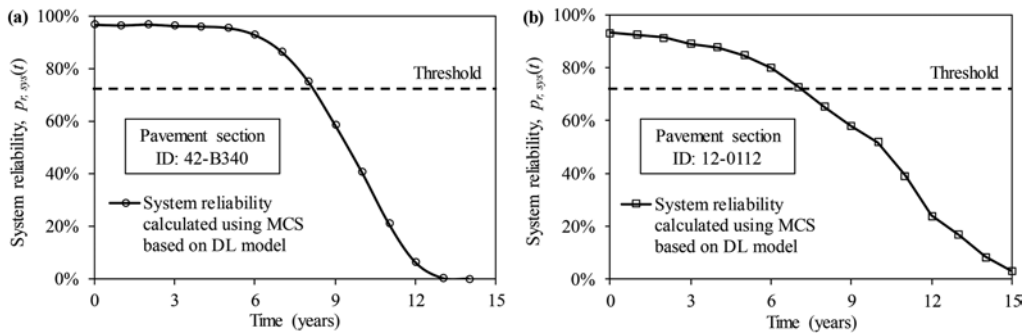 (a)
System reliability, p_r, sys(t)
100%
80%
60%
40%
20%
0%
Threshold
Pavement section
ID: 42-B340
System reliability
calculated using MCS
based on DL model
0 3 6 9 12 15
Time (years)
(b)
System reliability, p_r, sys(t)
100%
80%
60%
40%
20%
0%
Threshold
Pavement section
ID: 12-0112
System reliability
calculated using MCS
based on DL model
0 3 6 9 12 15
Time (years)